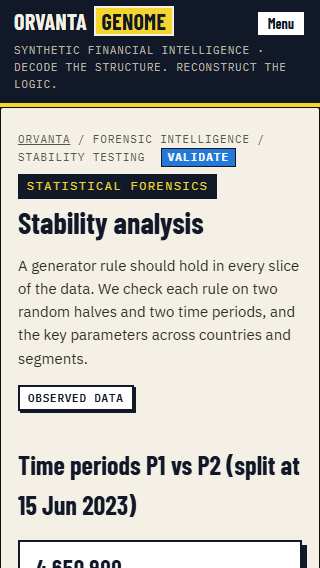 ORVANTA GENOME
Menu
SYNTHETIC FINANCIAL INTELLIGENCE ·
DECODE THE STRUCTURE. RECONSTRUCT THE
LOGIC.
ORVANTA / FORENSIC INTELLIGENCE /
STABILITY TESTING VALIDATE
STATISTICAL FORENSICS
Stability analysis
A generator rule should hold in every slice
of the data. We check each rule on two
random halves and two time periods, and
the key parameters across countries and
segments.
OBSERVED DATA
Time periods P1 vs P2 (split at
15 Jun 2023)
4,650,900